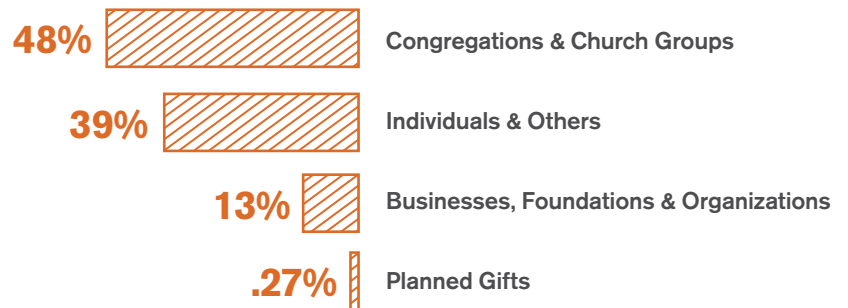 48% Congregations & Church Groups
39% Individuals & Others
13% Businesses, Foundations & Organizations
.27% Planned Gifts